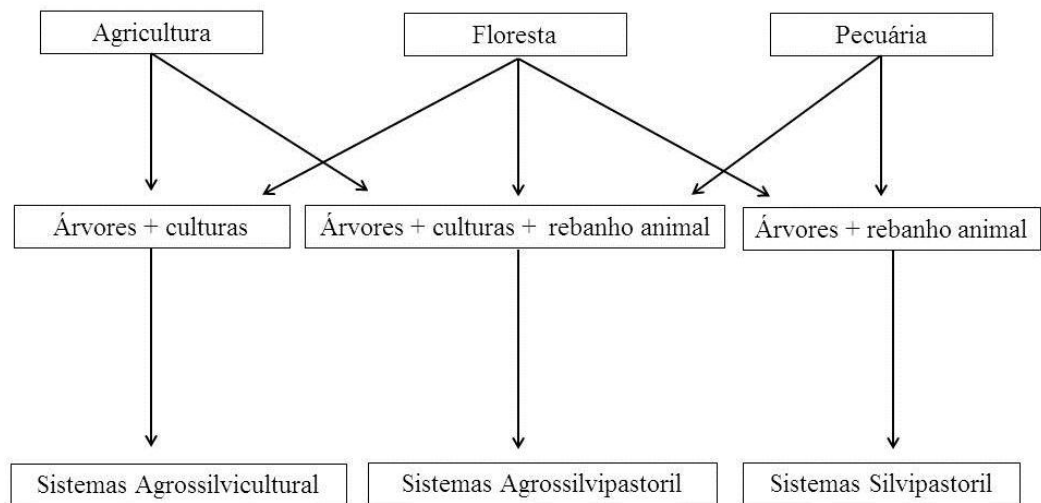 Agricultura
Floresta
Pecuária
Árvores + culturas
Árvores + culturas + rebanho animal
Árvores + rebanho animal
Sistemas Agrossilvicultural
Sistemas Agrossilvipastoril
Sistemas Silvipastoril